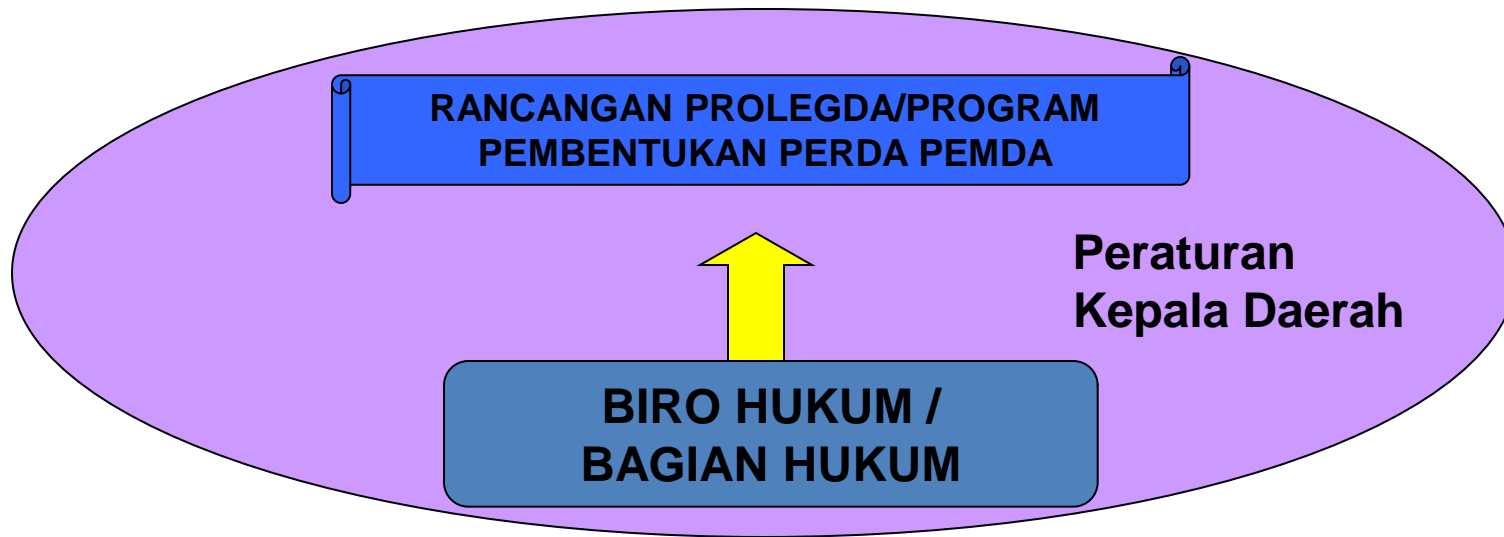 RANCANGAN PROLEGDA/PROGRAM
PEMBENTUKAN PERDA PEMDA
Peraturan
Kepala Daerah
BIRO HUKUM /
BAGIAN HUKUM